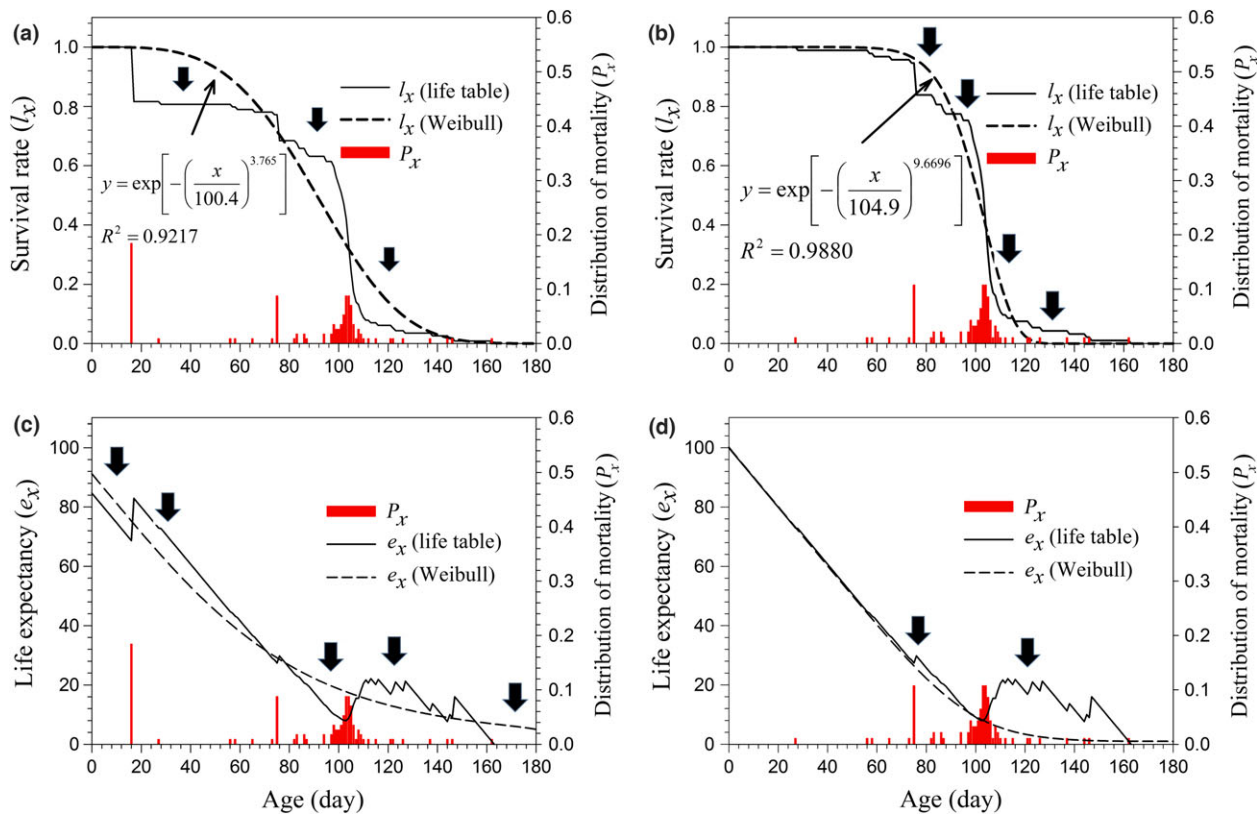 (a)
Survival rate (lx)
1.0
0.8
0.6
0.4
0.2
0.0
lx (life table)
lx (Weibull)
Px
y = exp[−(x/100.4)^3.765]
R² = 0.9217
0.6
0.5
0.4
0.3
0.2
0.1
0.0
Distribution of mortality (Px)
0 20 40 60 80 100 120 140 160 180
(b)
Survival rate (lx)
1.0
0.8
0.6
0.4
0.2
0.0
lx (life table)
lx (Weibull)
Px
y = exp[−(x/104.9)^9.6696]
R² = 0.9880
0.6
0.5
0.4
0.3
0.2
0.1
0.0
Distribution of mortality (Px)
0 20 40 60 80 100 120 140 160 180
(c)
Life expectancy (ex)
100
80
60
40
20
0
Px
ex (life table)
ex (Weibull)
0.6
0.5
0.4
0.3
0.2
0.1
0.0
Distribution of mortality (Px)
0 20 40 60 80 100 120 140 160 180
Age (day)
(d)
Life expectancy (ex)
100
80
60
40
20
0
Px
ex (life table)
ex (Weibull)
0.6
0.5
0.4
0.3
0.2
0.1
0.0
Distribution of mortality (Px)
0 20 40 60 80 100 120 140 160 180
Age (day)